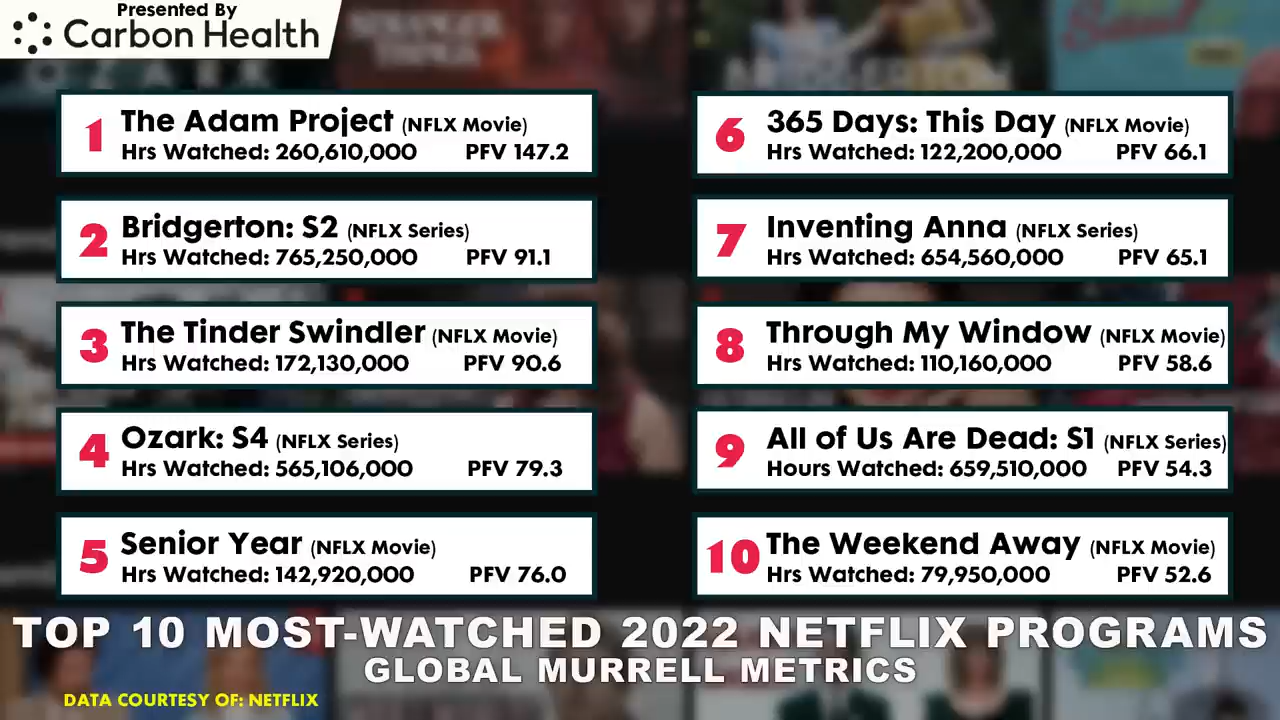 Presented By
Carbon Health
OZARK
STRANGER
THINGS
BRIDGERTON
1 The Adam Project (NFLX Movie)
Hrs Watched: 260,610,000 PFV 147.2
2 Bridgerton: S2 (NFLX Series)
Hrs Watched: 765,250,000 PFV 91.1
3 The Tinder Swindler (NFLX Movie)
Hrs Watched: 172,130,000 PFV 90.6
4 Ozark: S4 (NFLX Series)
Hrs Watched: 565,106,000 PFV 79.3
5 Senior Year (NFLX Movie)
Hrs Watched: 142,920,000 PFV 76.0
6 365 Days: This Day (NFLX Movie)
Hrs Watched: 122,200,000 PFV 66.1
7 Inventing Anna (NFLX Series)
Hrs Watched: 654,560,000 PFV 65.1
8 Through My Window (NFLX Movie)
Hrs Watched: 110,160,000 PFV 58.6
9 All of Us Are Dead: S1 (NFLX Series)
Hours Watched: 659,510,000 PFV 54.3
10 The Weekend Away (NFLX Movie)
Hrs Watched: 79,950,000 PFV 52.6
TOP 10 MOST-WATCHED 2022 NETFLIX PROGRAMS
GLOBAL MURRELL METRICS
DATA COURTESY OF: NETFLIX